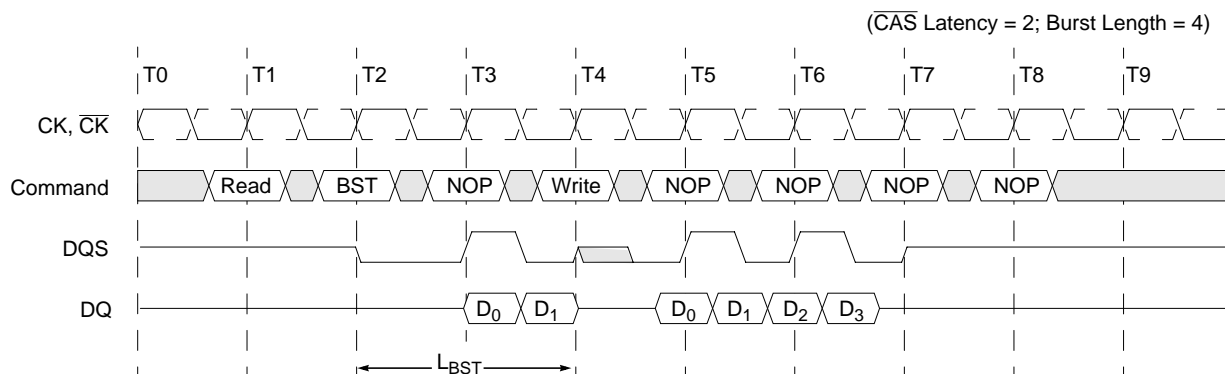 (CAS Latency = 2; Burst Length = 4)
T0 T1 T2 T3 T4 T5 T6 T7 T8 T9
CK, CK
Command Read BST NOP Write NOP NOP NOP NOP
DQS
DQ D0 D1 D0 D1 D2 D3
LBST